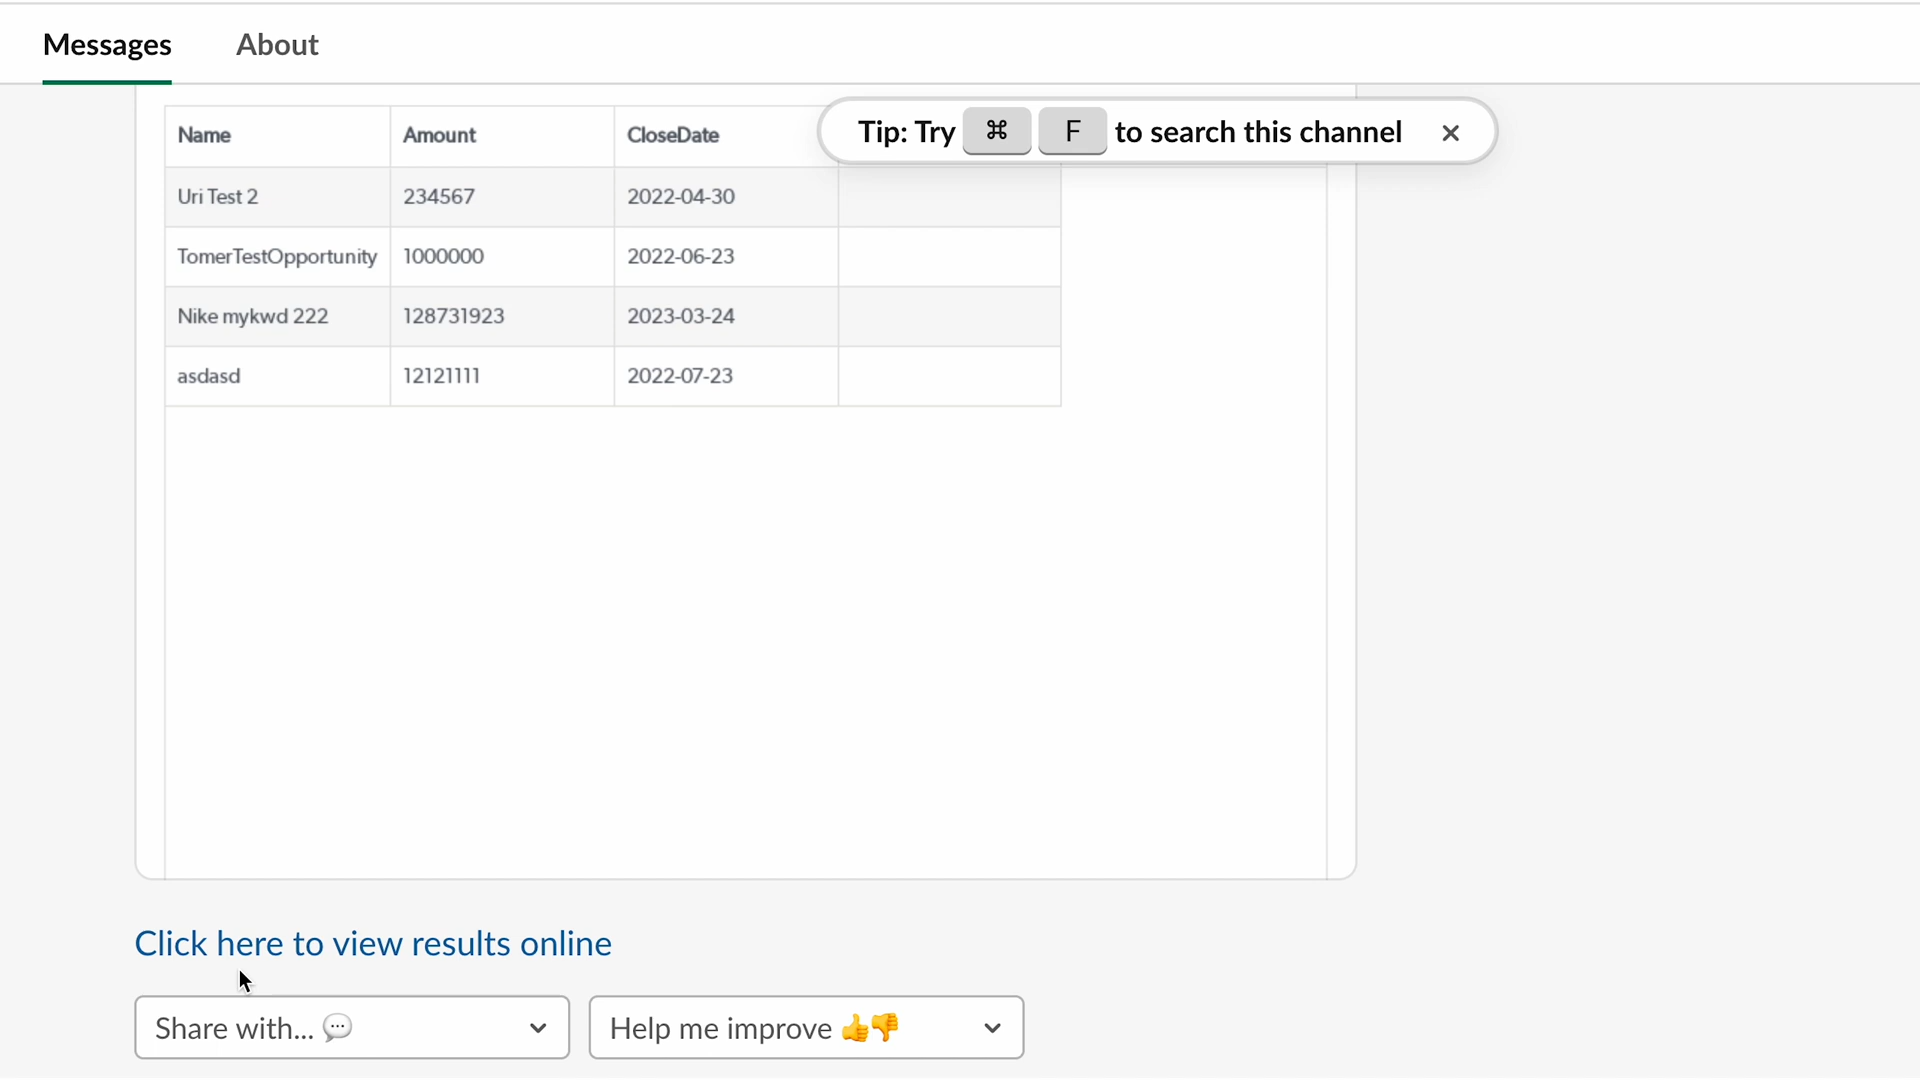 Messages About
Tip: Try ⌘ F to search this channel ×
Name Amount CloseDate
Uri Test 2 234567 2022-04-30
TomerTestOpportunity 1000000 2022-06-23
Nike mykwd 222 128731923 2023-03-24
asdasd 12121111 2022-07-23
Click here to view results online
Share with... 💬 Help me improve 👍👎